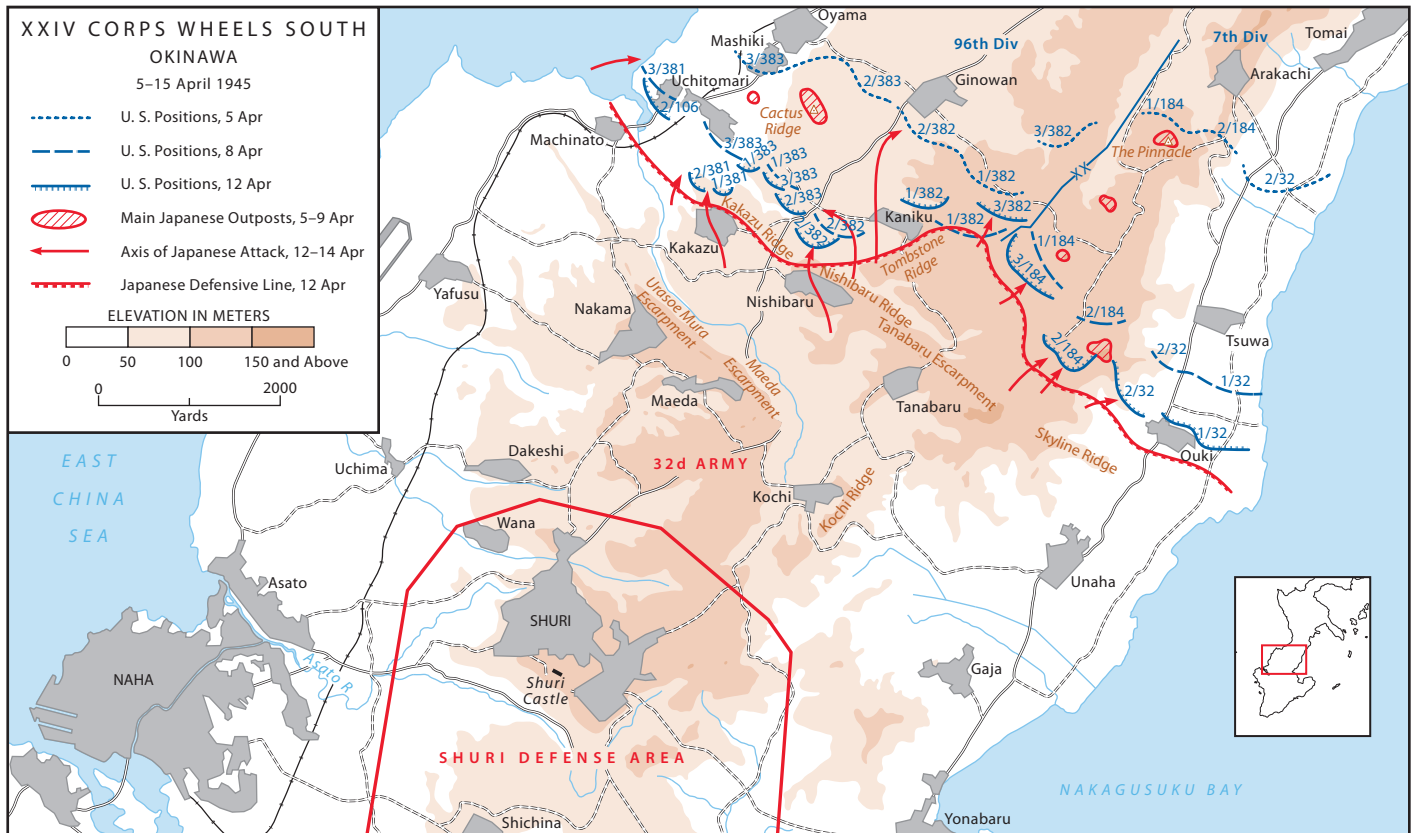 XXIV CORPS WHEELS SOUTH
OKINAWA
5–15 April 1945
U. S. Positions, 5 Apr
U. S. Positions, 8 Apr
U. S. Positions, 12 Apr
Main Japanese Outposts, 5–9 Apr
Axis of Japanese Attack, 12–14 Apr
Japanese Defensive Line, 12 Apr
ELEVATION IN METERS
0 50 100 150 and Above
0 2000
Yards
Oyama
Mashiki
96th Div
7th Div
Tomai
3/383
3/381
Uchitomari
2/383
Ginowan
Arakachi
2/106
Cactus
Ridge
1/184
Machinato
2/382
3/382
2/184
The Pinnacle
3/383
1/383
1/383
XX
2/381
1/381
3/383
1/382
2/32
2/383
1/382
3/382
Kakazu Ridge
Kaniku
2/382
2/382
1/382
Kakazu
Tombstone
Ridge
1/184
3/184
Yafusu
Nishibaru
Nishibaru Ridge
Urasoe Mura
Escarpment
Nakama
Tanabaru Escarpment
2/184
2/184
Tsuwa
2/32
Maeda
Escarpment
1/32
2/32
Maeda
Tanabaru
1/32
Skyline Ridge
Ouki
Dakeshi
32d ARMY
Uchima
EAST
CHINA
SEA
Kochi
Kochi Ridge
Wana
Asato
Unaha
SHURI
Asato R
NAHA
Shuri
Castle
Gaja
SHURI DEFENSE AREA
NAKAGUSUKU BAY
Shichina
Yonabaru